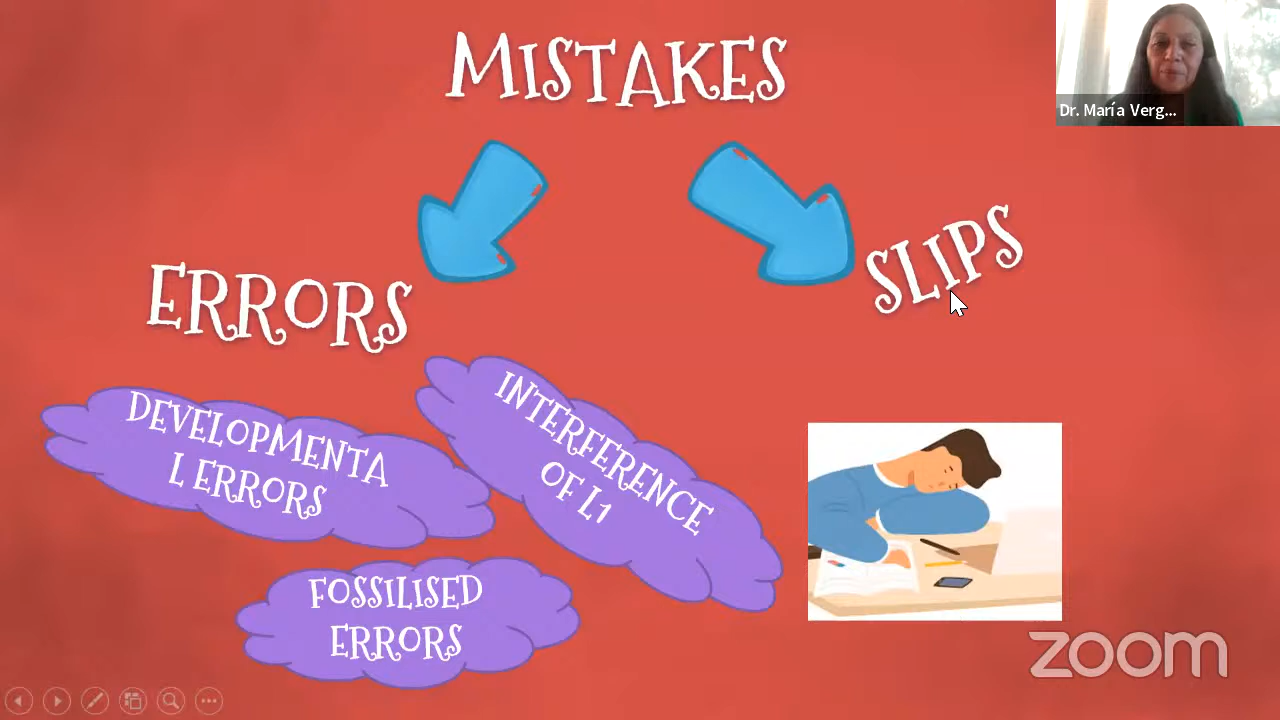 MISTAKES
Dr. María Verg...
SLIPS
ERRORS
DEVELOPMENTA
L ERRORS
INTERFERENCE
OF L1
FOSSILISED
ERRORS
zoom